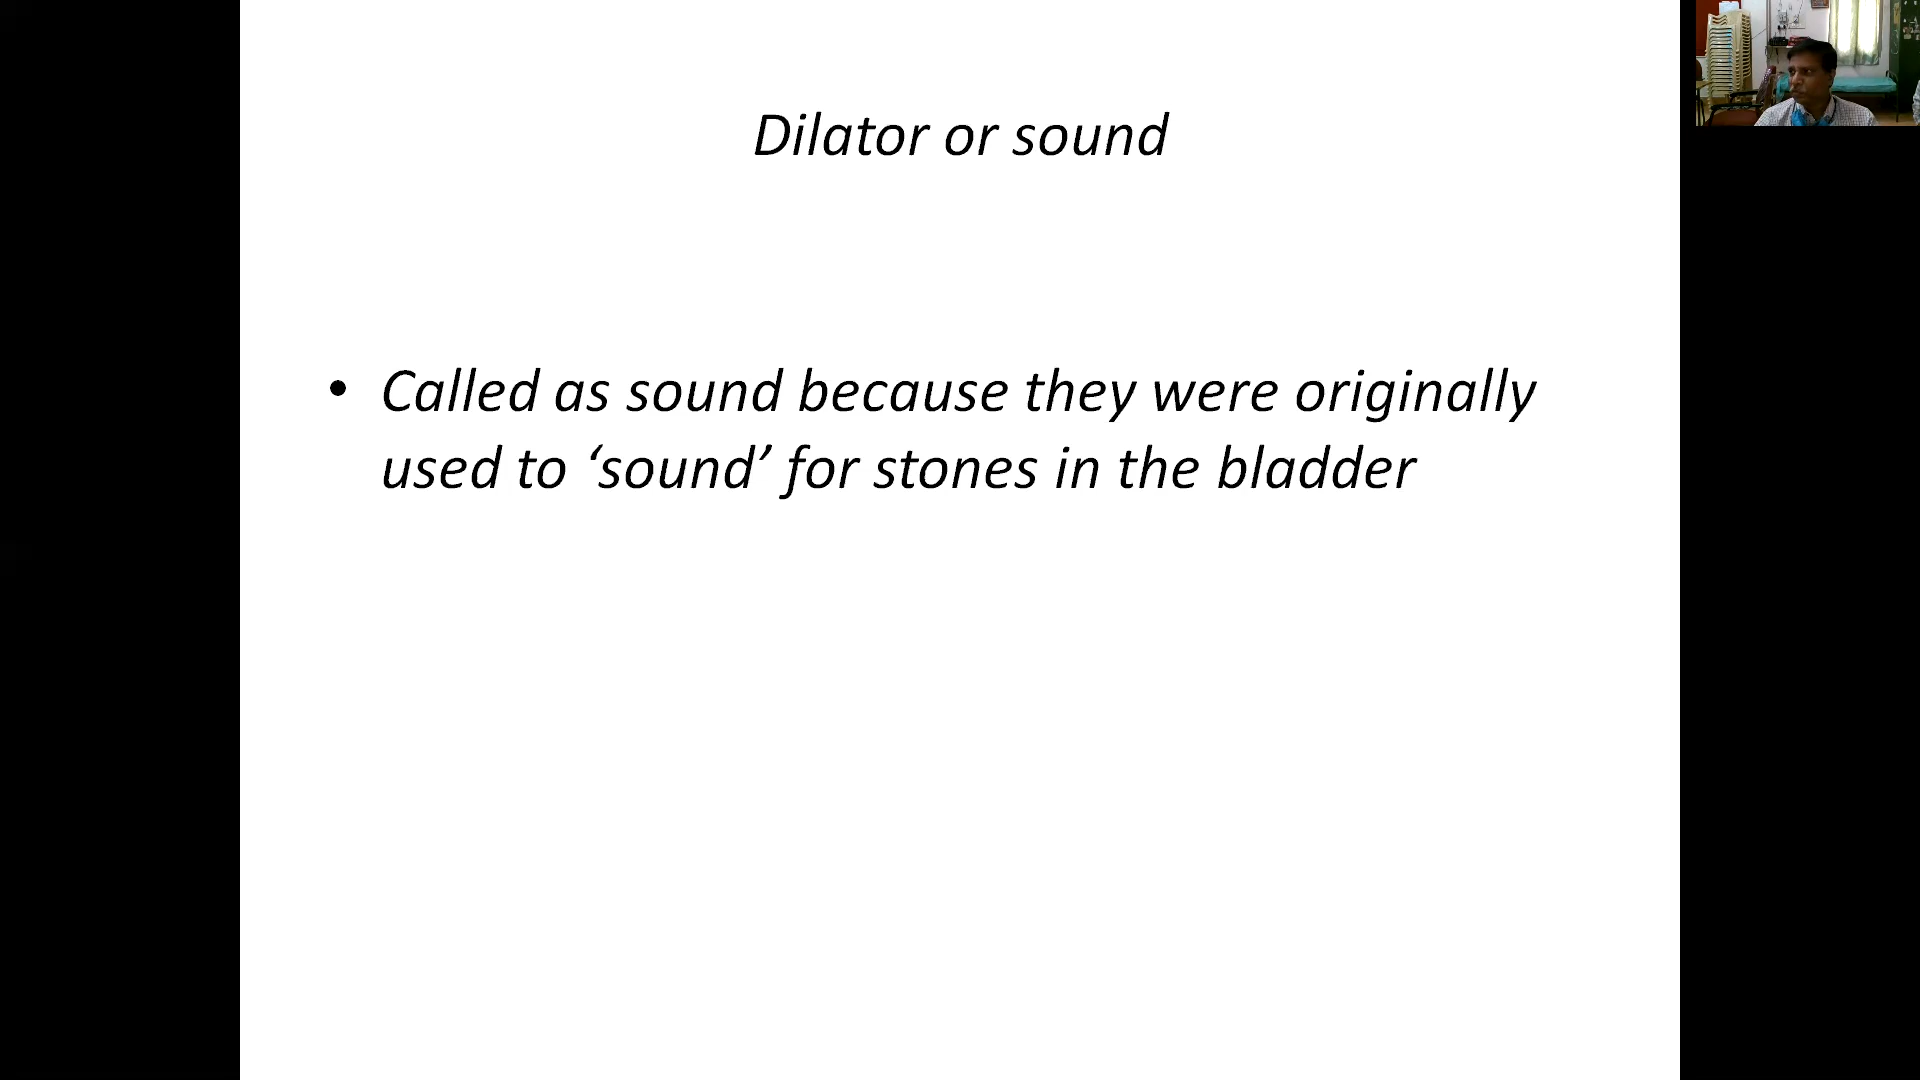 Dilator or sound
• Called as sound because they were originally
used to ‘sound’ for stones in the bladder